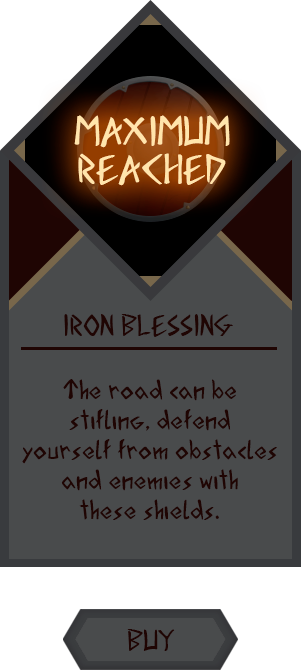 MAXIMUM
REACHED
IRON BLESSING
The road can be
stifling, defend
yourself from obstacles
and enemies with
these shields.
BUY